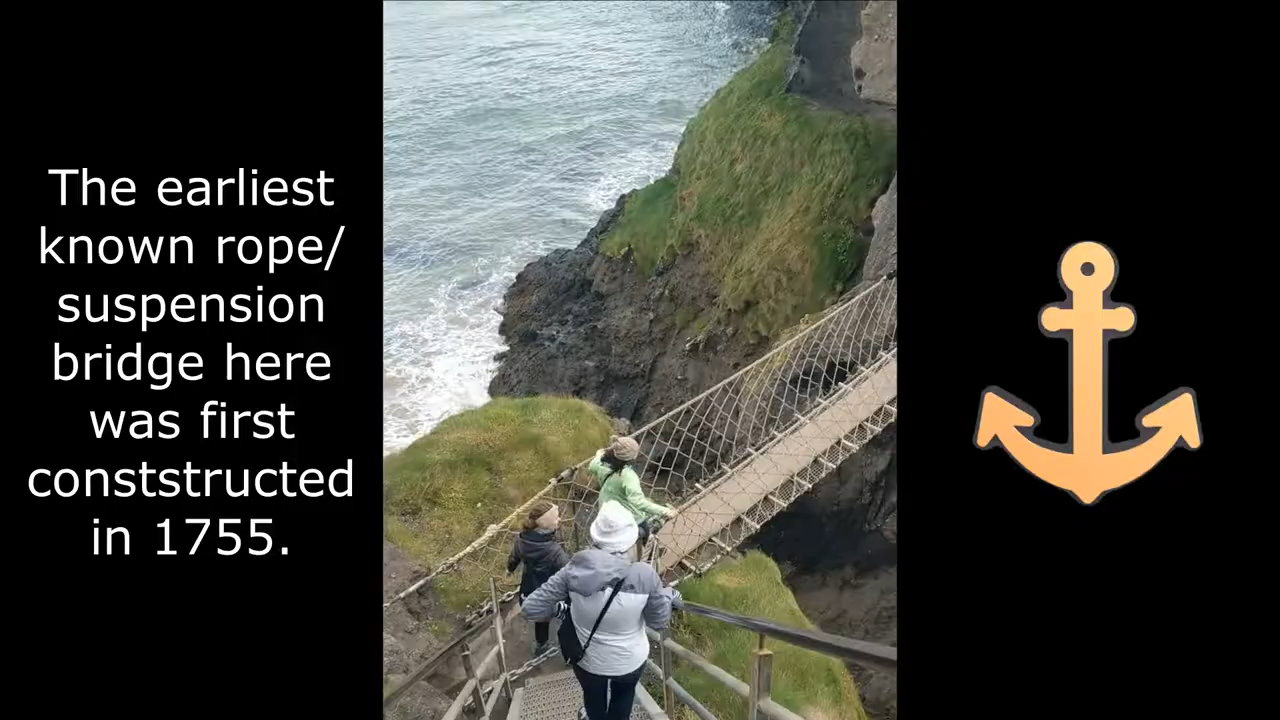 The earliest
known rope/
suspension
bridge here
was first
conststructed
in 1755.